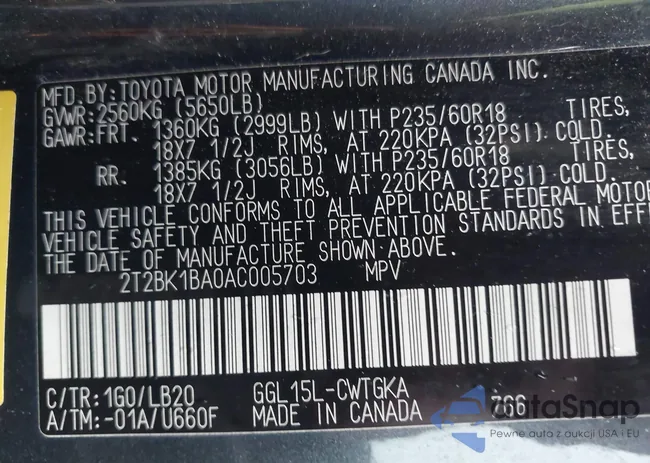 MFD.BY:TOYOTA MOTOR MANUFACTURING CANADA INC.
GVWR:2560KG (5650LB)
GAWR:FRT. 1360KG (2999LB) WITH P235/60R18 TIRES,
18X7 1/2J RIMS, AT 220KPA (32PSI) COLD.
RR. 1385KG (3056LB) WITH P235/60R18 TIRES,
18X7 1/2J RIMS, AT 220KPA (32PSI) COLD.
THIS VEHICLE CONFORMS TO ALL APPLICABLE FEDERAL MOTOR
VEHICLE SAFETY AND THEFT PREVENTION STANDARDS IN EFFE
THE DATE OF MANUFACTURE SHOWN ABOVE.
2T2BK1BA0AC005703 MPV
C/TR:1G0/LB20 GGL15L-CWTGKA
A/TM:-01A/U660F MADE IN CANADA 766
autoSnap
Pewne auta z aukcji USA i EU